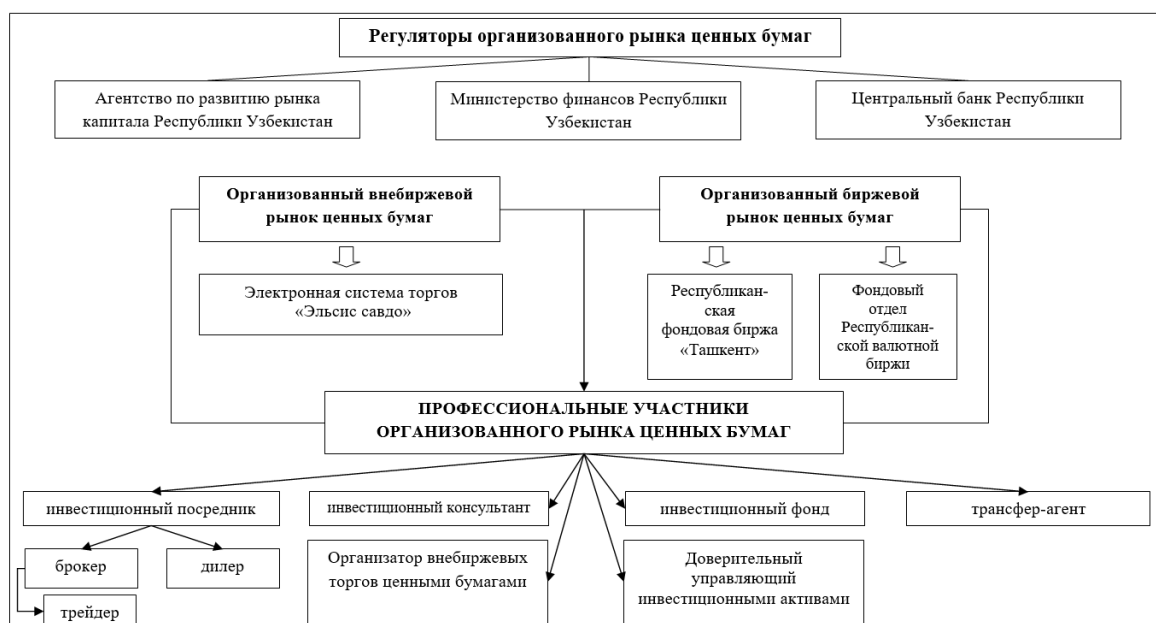 Регуляторы организованного рынка ценных бумаг
Агентство по развитию рынка
капитала Республики Узбекистан
Министерство финансов Республики
Узбекистан
Центральный банк Республики
Узбекистан
Организованный внебиржевой
рынок ценных бумаг
Организованный биржевой
рынок ценных бумаг
Электронная система торгов
«Эльсис савдо»
Республикан-
ская
фондовая биржа
«Ташкент»
Фондовый
отдел
Республикан-
ской валютной
биржи
ПРОФЕССИОНАЛЬНЫЕ УЧАСТНИКИ
ОРГАНИЗОВАННОГО РЫНКА ЦЕННЫХ БУМАГ
инвестиционный посредник
инвестиционный консультант
инвестиционный фонд
трансфер-агент
брокер
дилер
трейдер
Организатор внебиржевых
торгов ценными бумагами
Доверительный
управляющий
инвестиционными активами